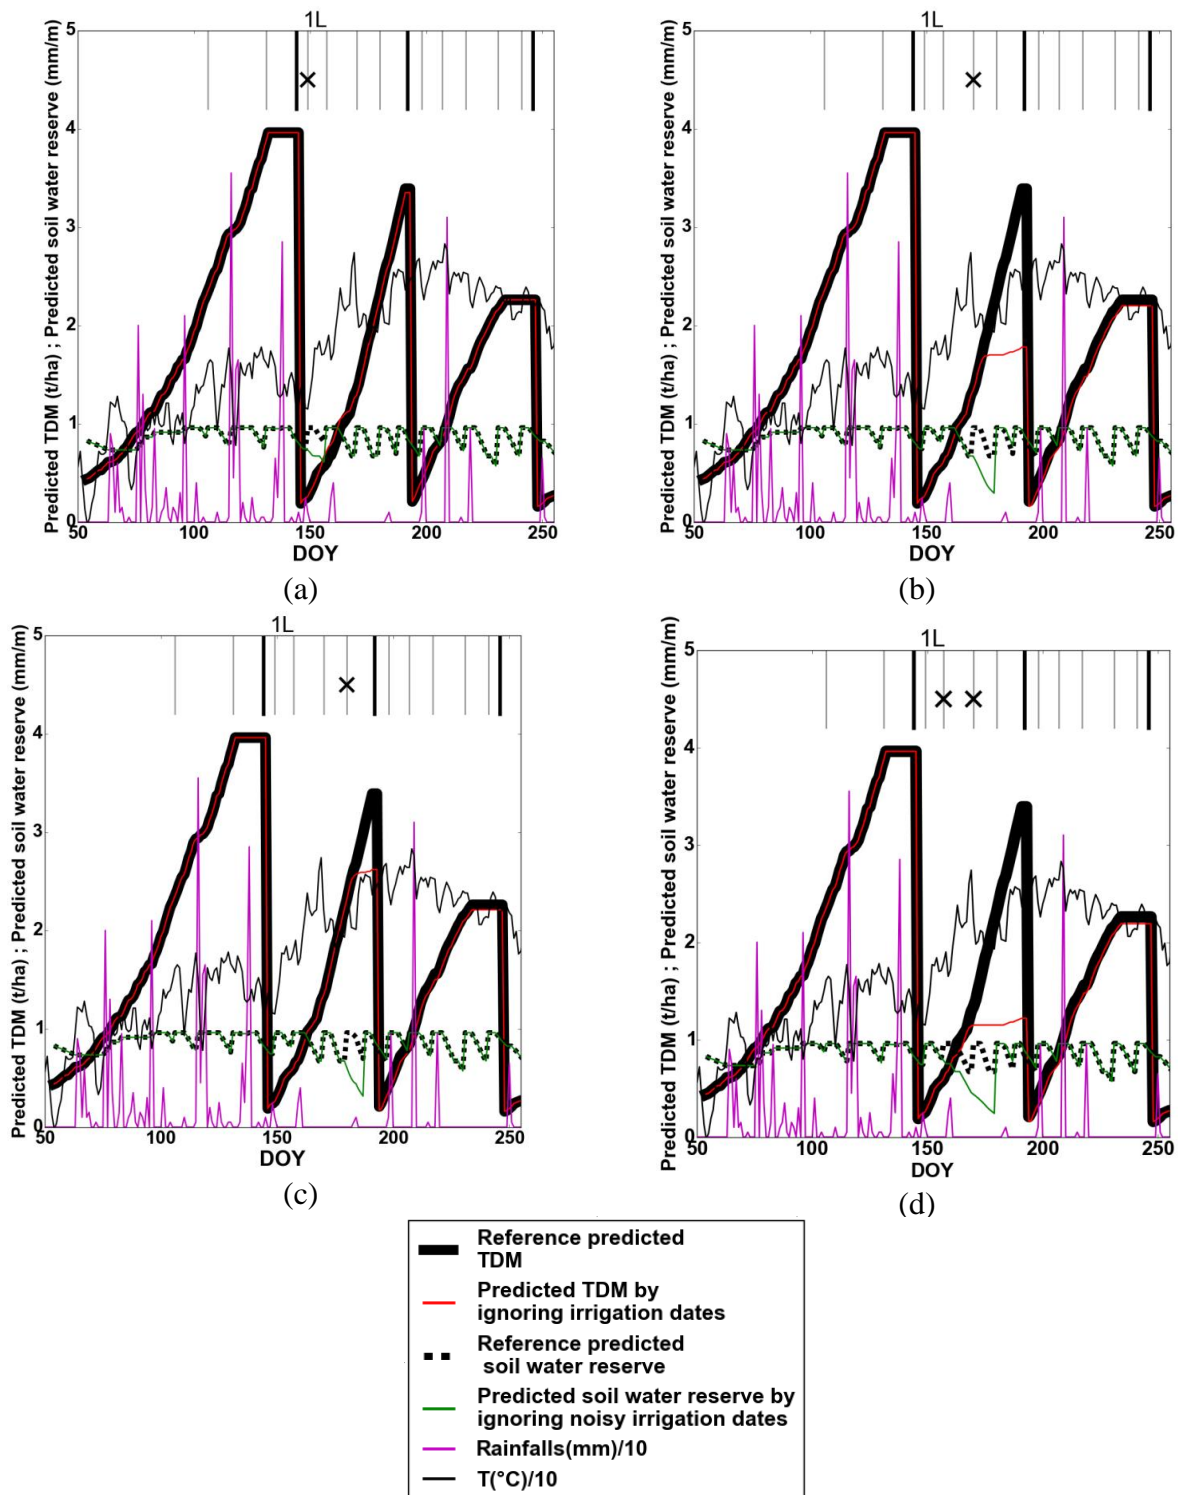 1L
Predicted TDM (t/ha) ; Predicted soil water reserve (mm/m)
5
4
3
2
1
0
50 100 150 200 250
DOY
(a)
1L
Predicted TDM (t/ha) ; Predicted soil water reserve (mm/m)
5
4
3
2
1
0
50 100 150 200 250
DOY
(b)
1L
Predicted TDM (t/ha) ; Predicted soil water reserve (mm/m)
5
4
3
2
1
0
50 100 150 200 250
DOY
(c)
1L
Predicted TDM (t/ha) ; Predicted soil water reserve (mm/m)
5
4
3
2
1
0
50 100 150 200 250
DOY
(d)
Reference predicted
TDM
Predicted TDM by
ignoring irrigation dates
Reference predicted
soil water reserve
Predicted soil water reserve by
ignoring noisy irrigation dates
Rainfalls(mm)/10
T(°C)/10